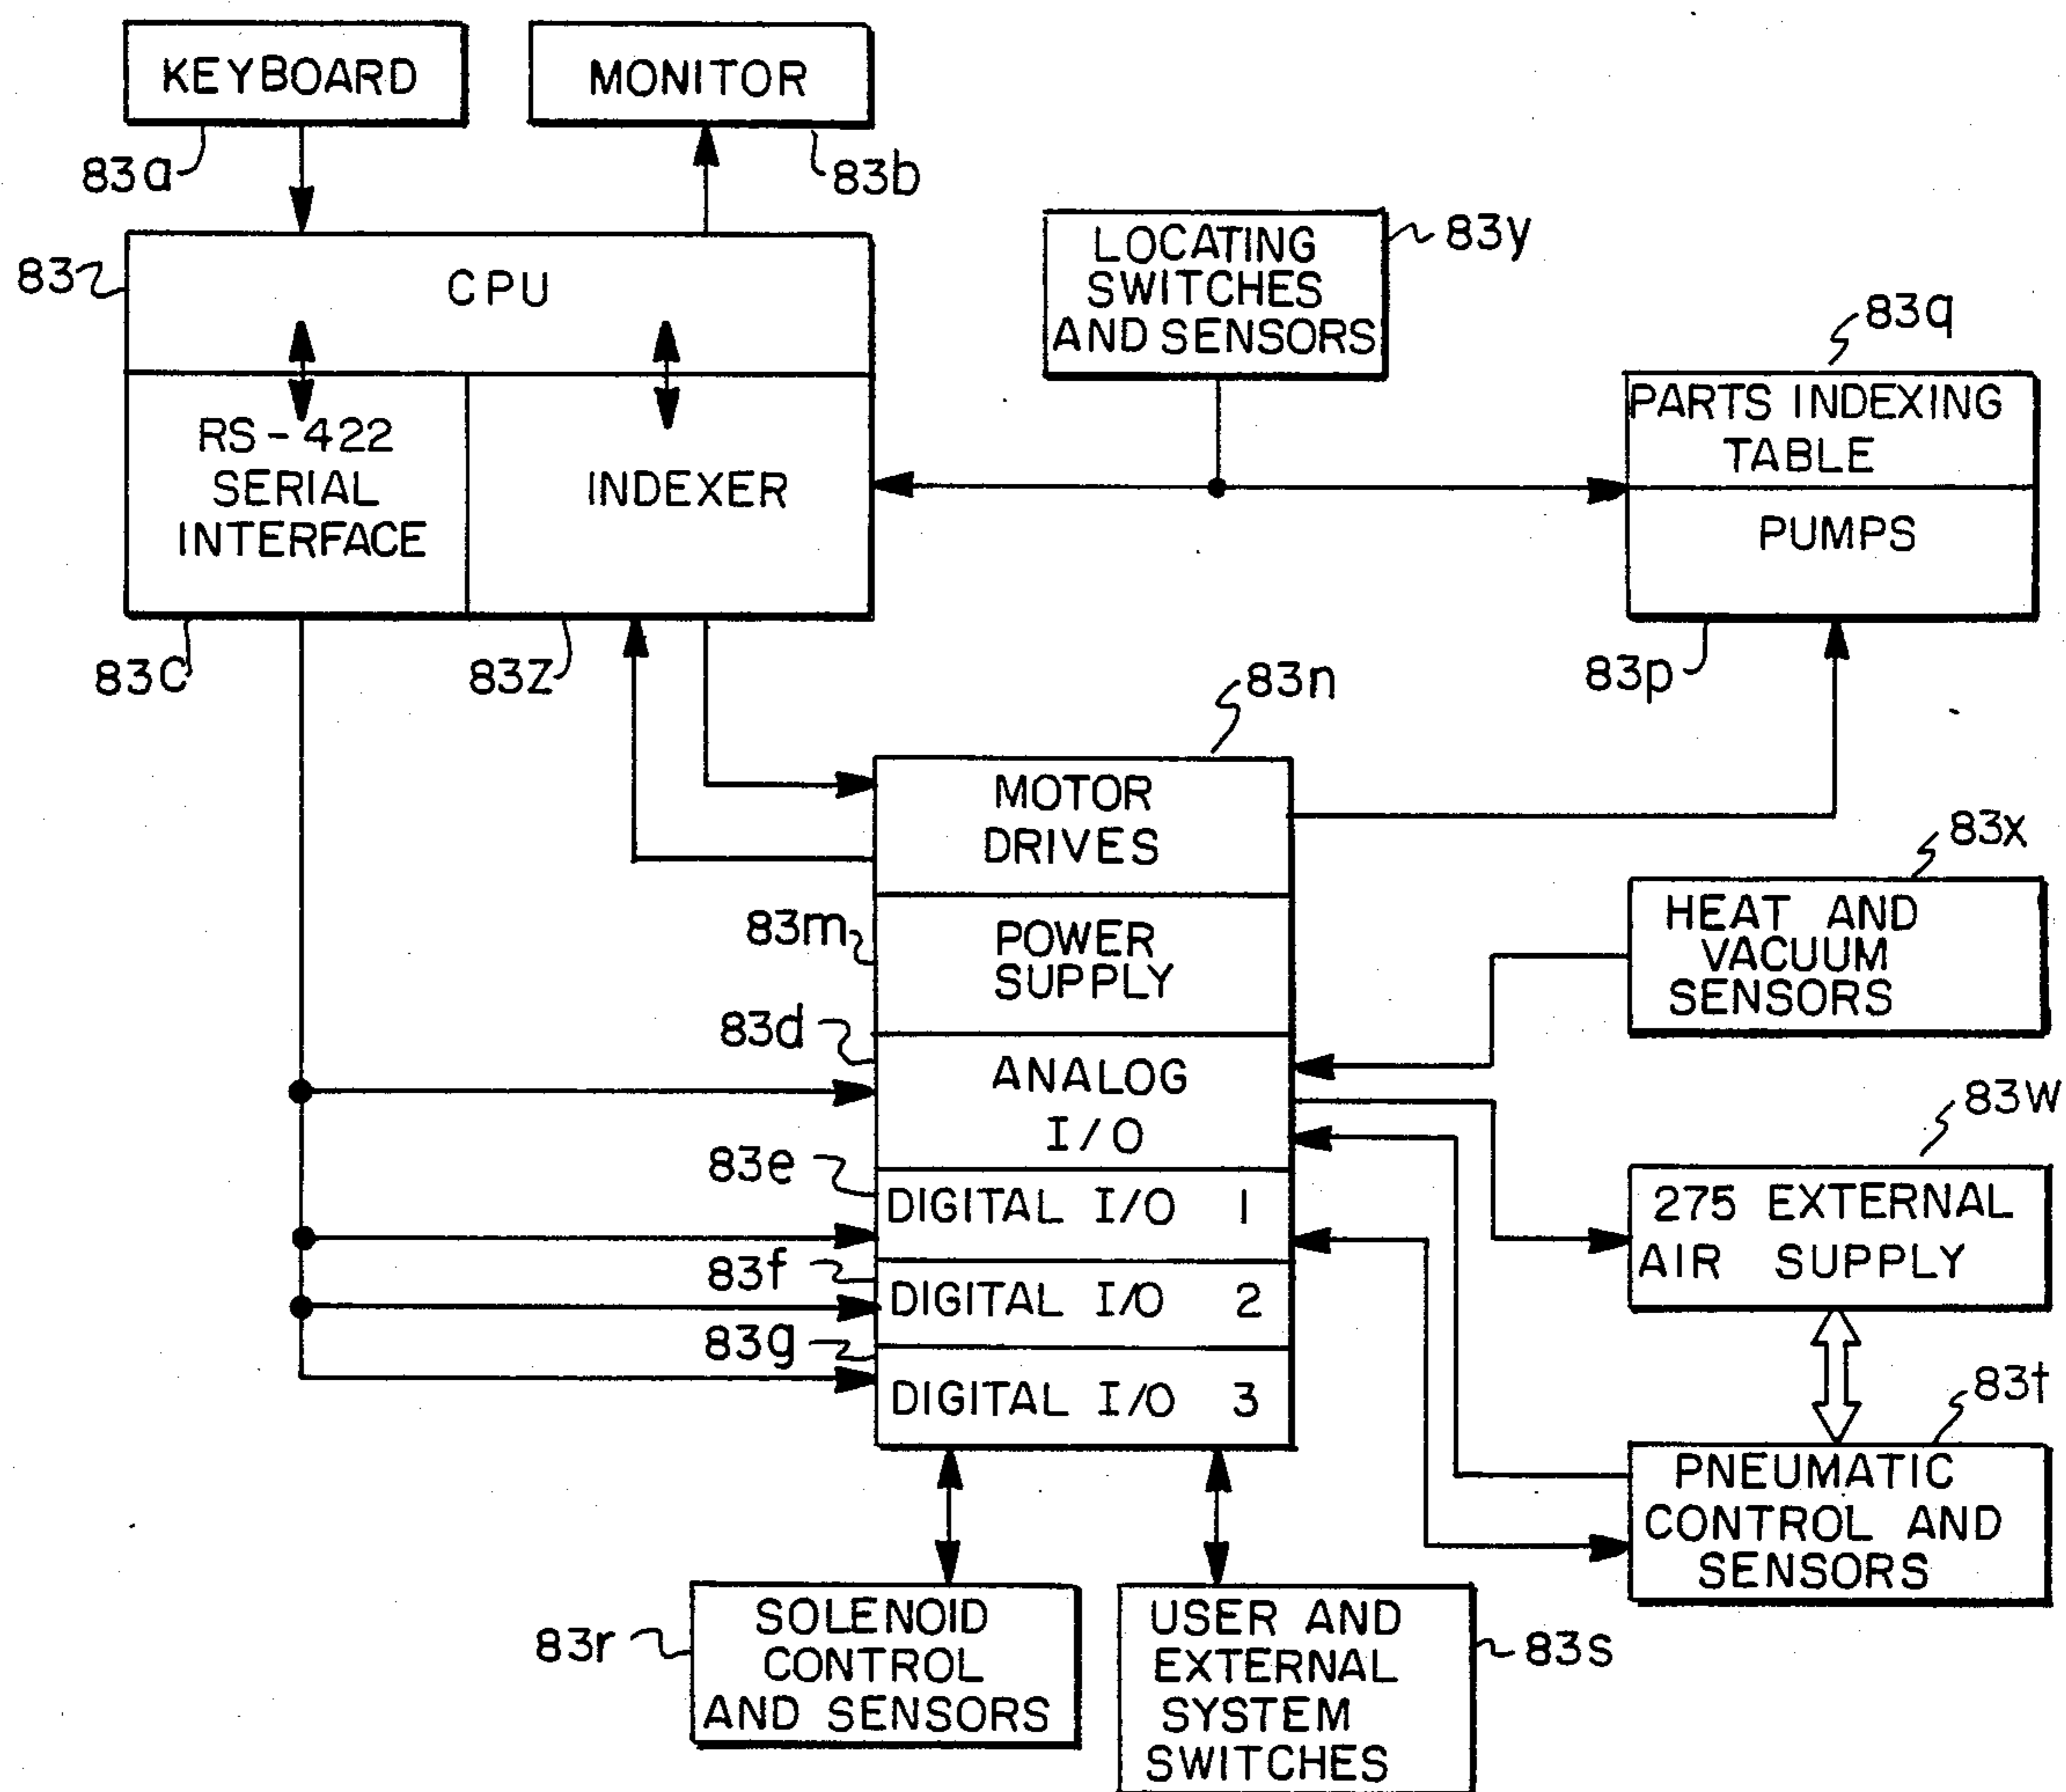 KEYBOARD
MONITOR
83a
83b
83
CPU
LOCATING
SWITCHES
AND SENSORS
83y
83q
RS-422
SERIAL
INTERFACE
INDEXER
PARTS INDEXING
TABLE
PUMPS
83c
83z
83n
83p
MOTOR
DRIVES
83x
83m
POWER
SUPPLY
HEAT AND
VACUUM
SENSORS
83d
ANALOG
I/O
83w
83e
DIGITAL I/O 1
275 EXTERNAL
AIR SUPPLY
83f
DIGITAL I/O 2
83g
DIGITAL I/O 3
83t
PNEUMATIC
CONTROL AND
SENSORS
83r
SOLENOID
CONTROL
AND SENSORS
USER AND
EXTERNAL
SYSTEM
SWITCHES
83s